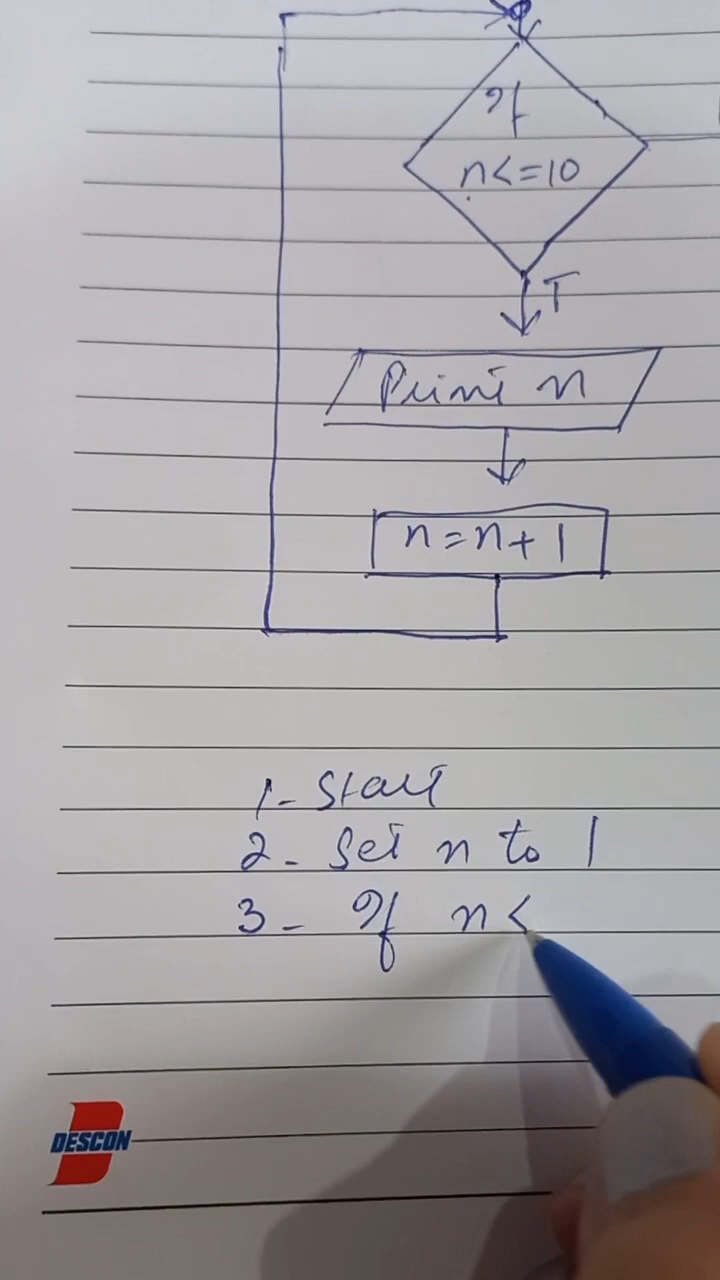 If
n<=10
T
Print n
n=n+1
1- Start
2- Set n to 1
3- If n <
DESCON